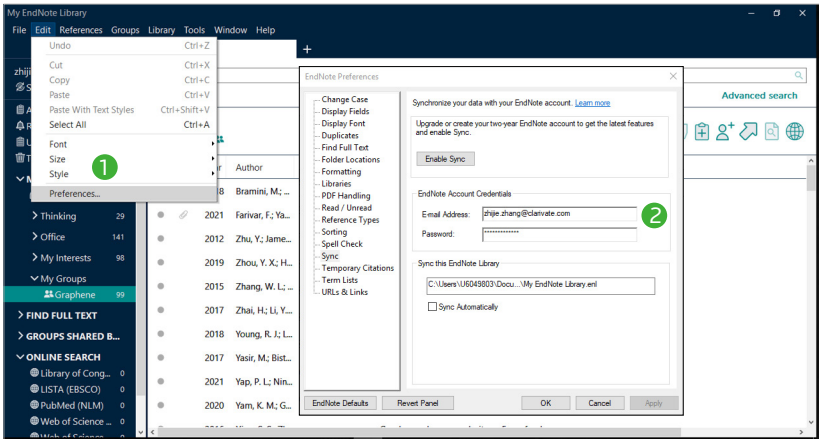 My EndNote Library
File Edit References Groups Library Tools Window Help
Undo Ctrl+Z
Cut Ctrl+X
Copy Ctrl+C
Paste Ctrl+V
Paste With Text Styles Ctrl+Shift+V
Select All Ctrl+A
Font
Size
Style
Preferences...
1
zhiji
Advanced search
Author
8 Bramini, M.; ...
Thinking 29
2021 Farivar, F.; Ya...
Office 141
2012 Zhu, Y.; Jame...
My Interests 98
2019 Zhou, Y. X.; H...
My Groups
Graphene 99
2015 Zhang, W. L.; ...
FIND FULL TEXT
2017 Zhai, H.; Li, Y....
GROUPS SHARED B...
2018 Young, R. J.; L...
ONLINE SEARCH
2017 Yasir, M.; Bist...
Library of Cong... 0
LISTA (EBSCO) 0
2021 Yap, P. L.; Nin...
PubMed (NLM) 0
2020 Yam, K. M.; G...
Web of Science ... 0
EndNote Preferences
Change Case
Display Fields
Display Font
Duplicates
Find Full Text
Folder Locations
Formatting
Libraries
PDF Handling
Read / Unread
Reference Types
Sorting
Spell Check
Sync
Temporary Citations
Term Lists
URLs & Links
Synchronize your data with your EndNote account. Learn more
Upgrade or create your two-year EndNote account to get the latest features
and enable Sync.
Enable Sync
EndNote Account Credentials
E-mail Address: zhijie.zhang@clarivate.com
2
Password: *************
Sync this EndNote Library
C:\Users\U6049803\Docu...\My EndNote Library.enl
Sync Automatically
EndNote Defaults Revert Panel OK Cancel Apply